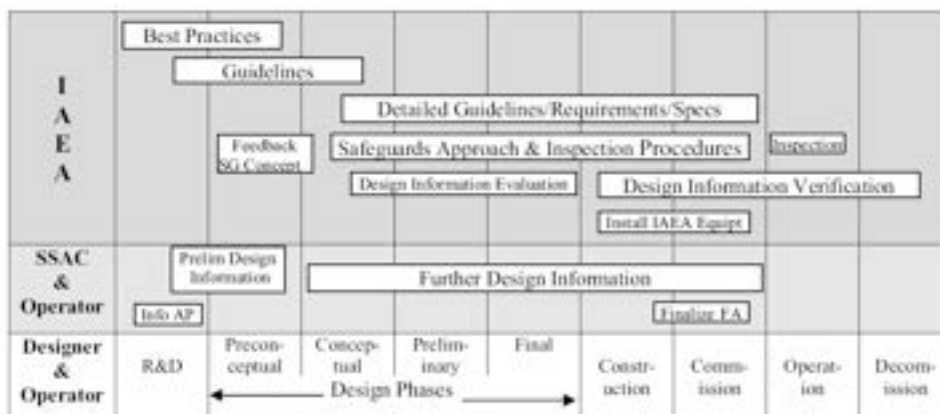 Best Practices
Guidelines
I
A
E
A
Detailed Guidelines/Requirements/Specs
Feedback
SG Concept
Safeguards Approach & Inspection Procedures
Inspection
Design Information Evaluation
Design Information Verification
Install IAEA Equipt
SSAC
&
Operator
Prelim Design
Information
Further Design Information
Info AP
Finalize FA
Designer
&
Operator
R&D
Precon-
ceptual
Concep-
tual
Prelim-
inary
Final
Constr-
uction
Comm-
ission
Operat-
ion
Decom-
ission
Design Phases